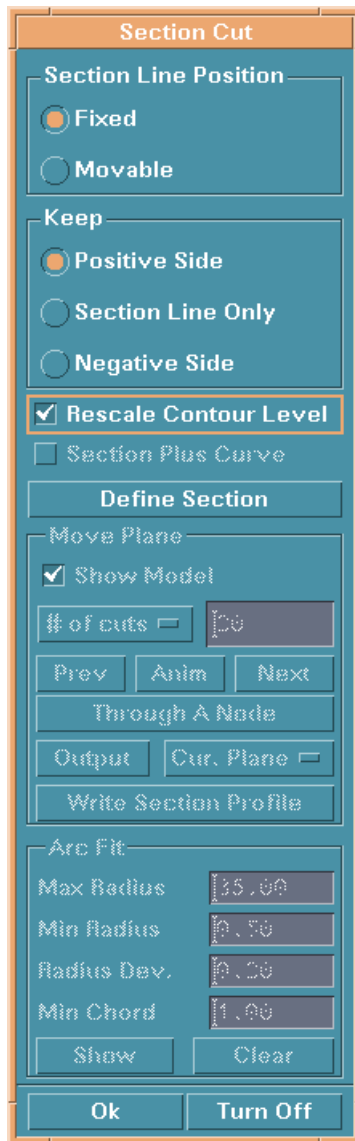 Section Cut
Section Line Position
Fixed
Movable
Keep
Positive Side
Section Line Only
Negative Side
Rescale Contour Level
Section Plus Curve
Define Section
Move Plane
Show Model
# of cuts 20
Prev Anim Next
Through A Node
Output Cur. Plane
Write Section Profile
Arc Fit
Max Radius 35.00
Min Radius 0.50
Radius Dev. 0.20
Min Chord 1.00
Show Clear
Ok Turn Off